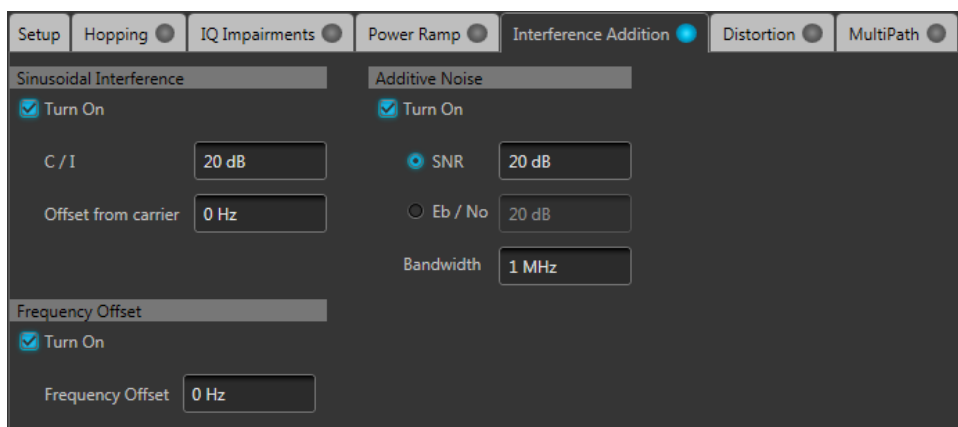 Setup Hopping IQ Impairments Power Ramp Interference Addition Distortion MultiPath
Sinusoidal Interference Additive Noise
Turn On Turn On
C / I 20 dB SNR 20 dB
Offset from carrier 0 Hz Eb / No 20 dB
Bandwidth 1 MHz
Frequency Offset
Turn On
Frequency Offset 0 Hz